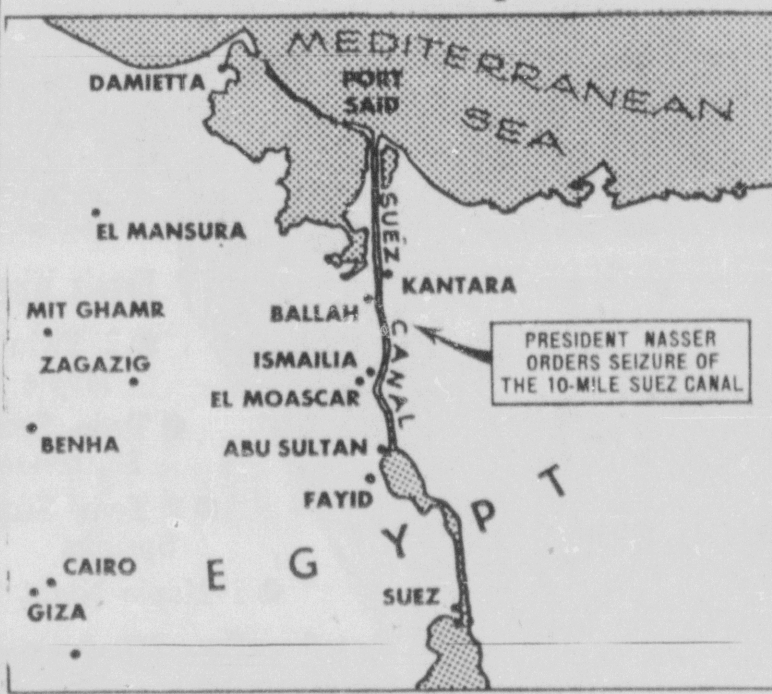 MEDITERRANEAN
SEA
DAMIETTA
PORT
SAID
EL MANSURA
SUEZ
CANAL
KANTARA
MIT GHAMR
BALLAH
PRESIDENT NASSER
ORDERS SEIZURE OF
THE 10-MILE SUEZ CANAL
ZAGAZIG
ISMAILIA
EL MOASCAR
BENHA
ABU SULTAN
FAYID
EGYPT
CAIRO
GIZA
SUEZ